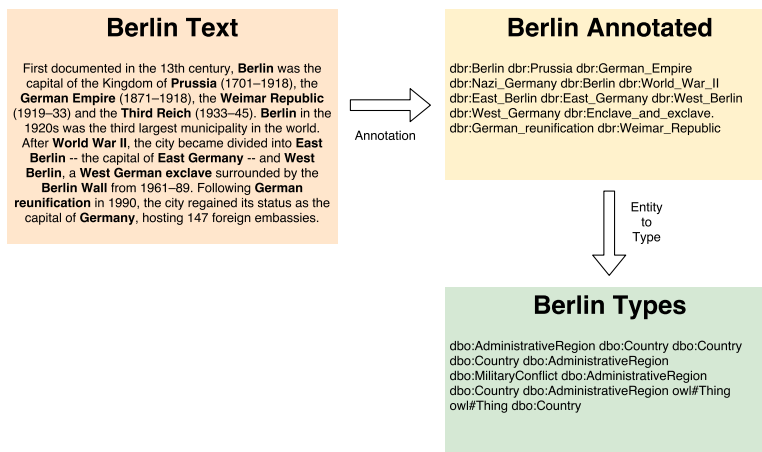 Berlin Text
First documented in the 13th century, Berlin was the
capital of the Kingdom of Prussia (1701–1918), the
German Empire (1871–1918), the Weimar Republic
(1919–33) and the Third Reich (1933–45). Berlin in the
1920s was the third largest municipality in the world.
After World War II, the city became divided into East
Berlin -- the capital of East Germany -- and West
Berlin, a West German exclave surrounded by the
Berlin Wall from 1961–89. Following German
reunification in 1990, the city regained its status as the
capital of Germany, hosting 147 foreign embassies.
Annotation
Berlin Annotated
dbr:Berlin dbr:Prussia dbr:German_Empire
dbr:Nazi_Germany dbr:Berlin dbr:World_War_II
dbr:East_Berlin dbr:East_Germany dbr:West_Berlin
dbr:West_Germany dbr:Enclave_and_exclave.
dbr:German_reunification dbr:Weimar_Republic
Entity
to
Type
Berlin Types
dbo:AdministrativeRegion dbo:Country dbo:Country
dbo:Country dbo:AdministrativeRegion
dbo:MilitaryConflict dbo:AdministrativeRegion
dbo:Country dbo:AdministrativeRegion owl#Thing
owl#Thing dbo:Country